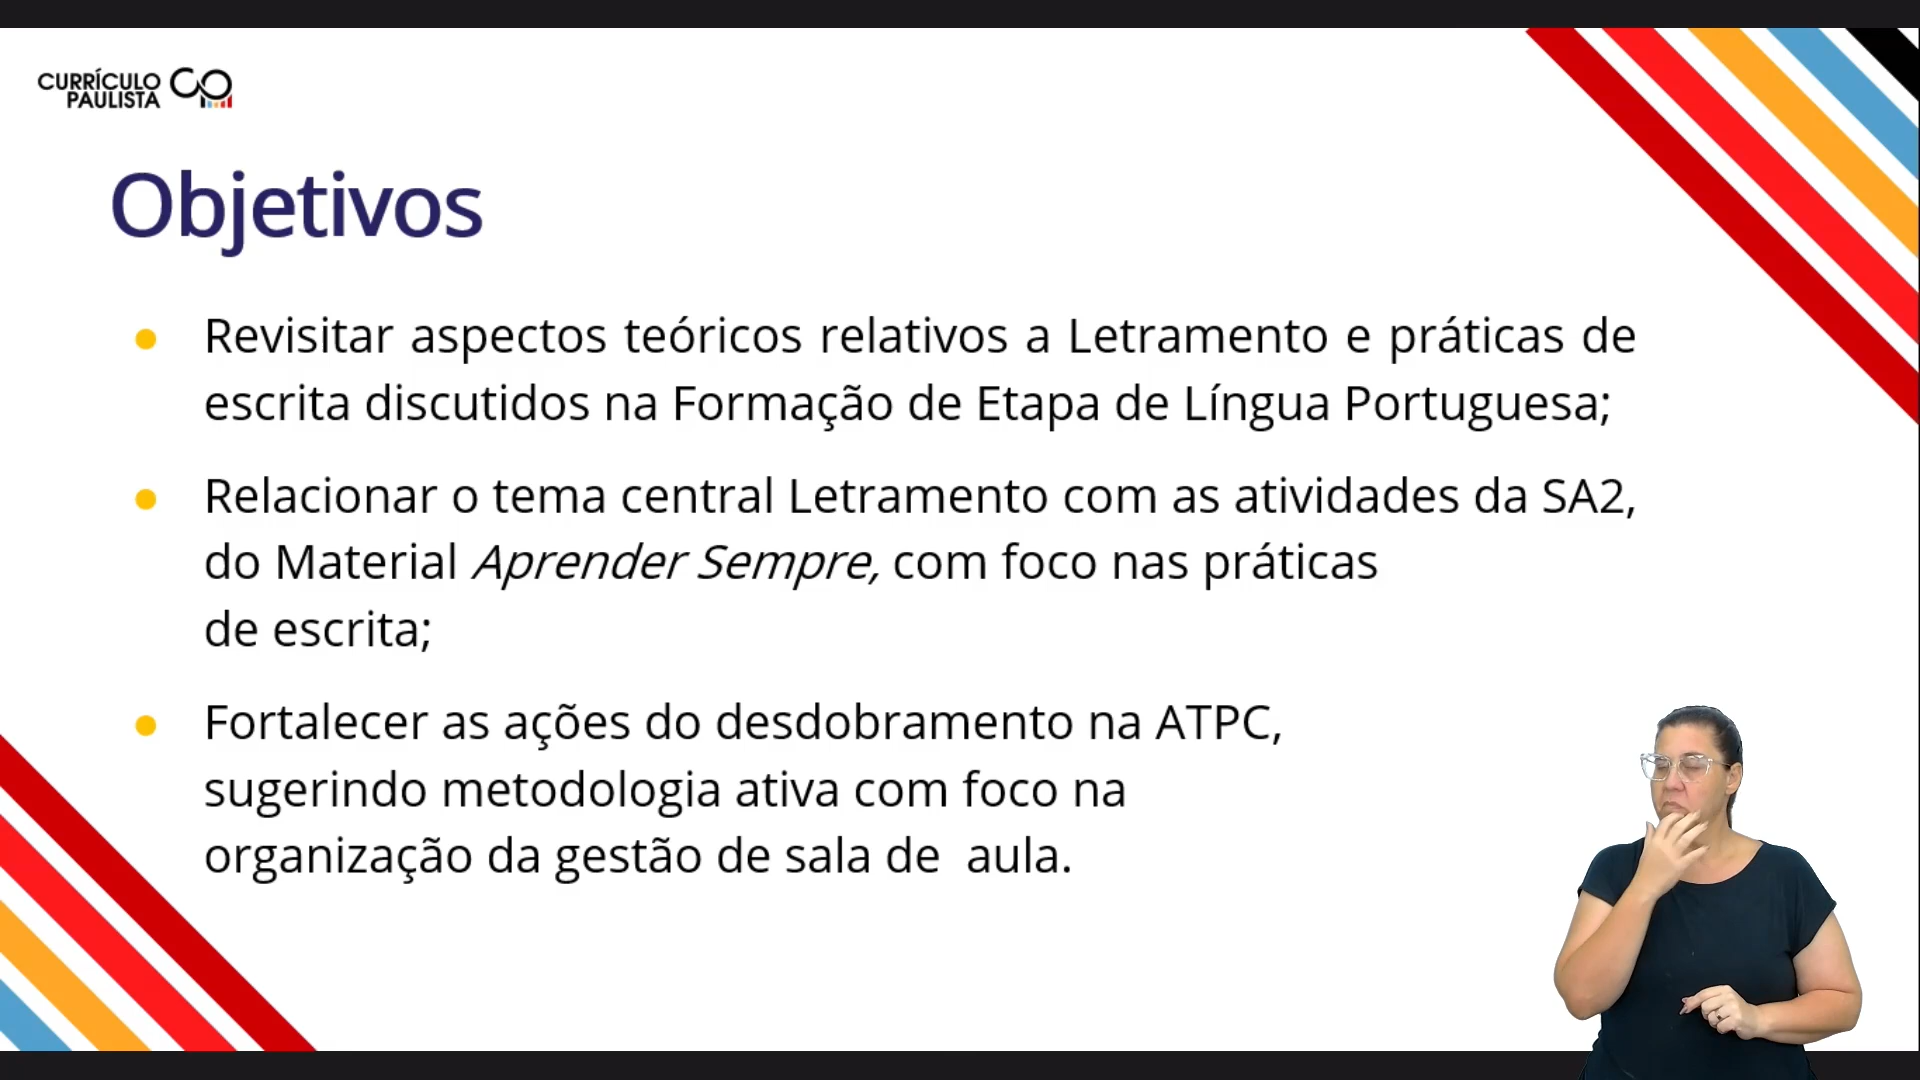 CURRÍCULO
PAULISTA
Objetivos
Revisitar aspectos teóricos relativos a Letramento e práticas de
escrita discutidos na Formação de Etapa de Língua Portuguesa;
Relacionar o tema central Letramento com as atividades da SA2,
do Material Aprender Sempre, com foco nas práticas
de escrita;
Fortalecer as ações do desdobramento na ATPC,
sugerindo metodologia ativa com foco na
organização da gestão de sala de  aula.